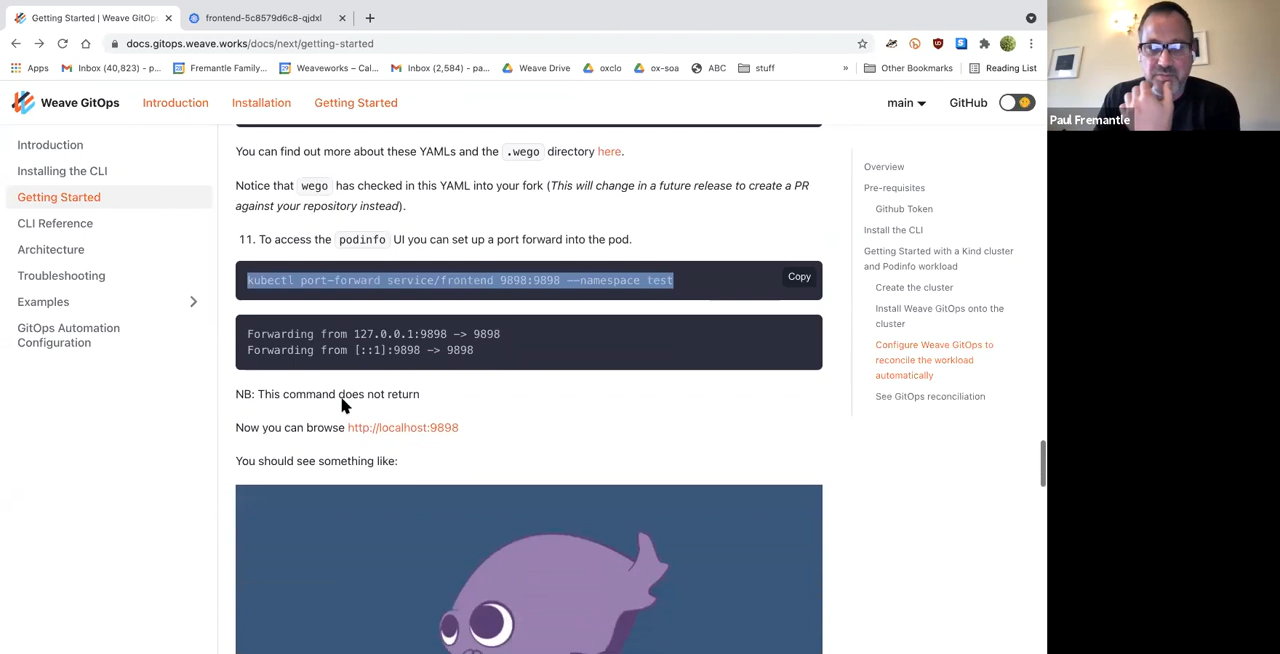 Getting Started | Weave GitOp
frontend-5c8579d6c8-qjdxl
docs.gitops.weave.works/docs/next/getting-started
Apps
Inbox (40,823) - p...
Fremantle Family...
Weaveworks – Cal...
Inbox (2,584) - pa...
Weave Drive
oxclo
ox-soa
ABC
stuff
»
Other Bookmarks
Reading List
Weave GitOps
Introduction
Installation
Getting Started
main
GitHub
Paul Fremantle
Introduction
Installing the CLI
Getting Started
CLI Reference
Architecture
Troubleshooting
Examples
GitOps Automation
Configuration
You can find out more about these YAMLs and the .wego directory here.
Notice that wego has checked in this YAML into your fork (This will change in a future release to create a PR
against your repository instead).
11. To access the podinfo UI you can set up a port forward into the pod.
kubectl port-forward service/frontend 9898:9898 --namespace test
Copy
Forwarding from 127.0.0.1:9898 -> 9898
Forwarding from [::1]:9898 -> 9898
NB: This command does not return
Now you can browse http://localhost:9898
You should see something like:
Overview
Pre-requisites
Github Token
Install the CLI
Getting Started with a Kind cluster
and Podinfo workload
Create the cluster
Install Weave GitOps onto the
cluster
Configure Weave GitOps to
reconcile the workload
automatically
See GitOps reconciliation